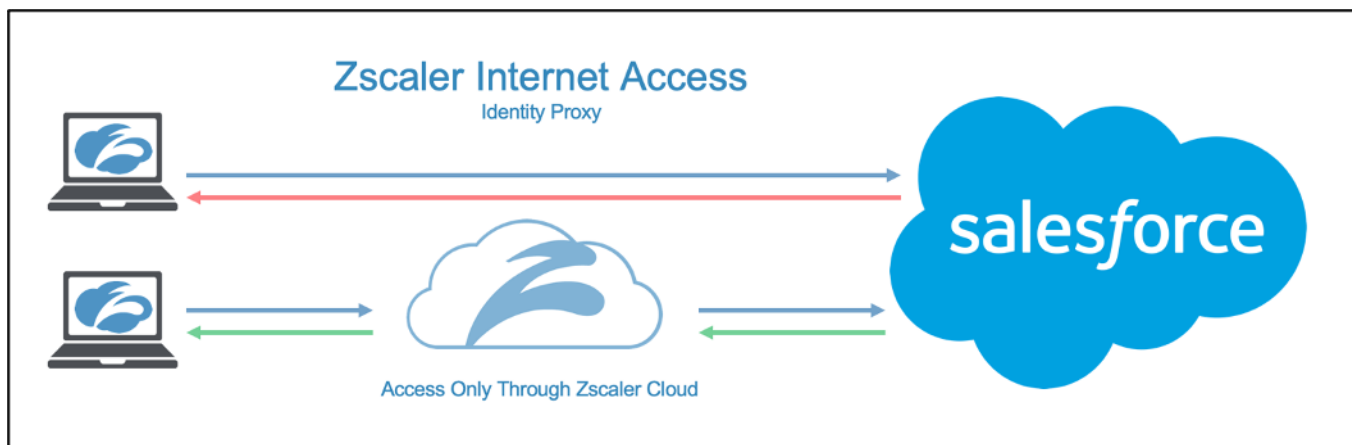 Zscaler Internet Access
Identity Proxy
salesforce
Access Only Through Zscaler Cloud